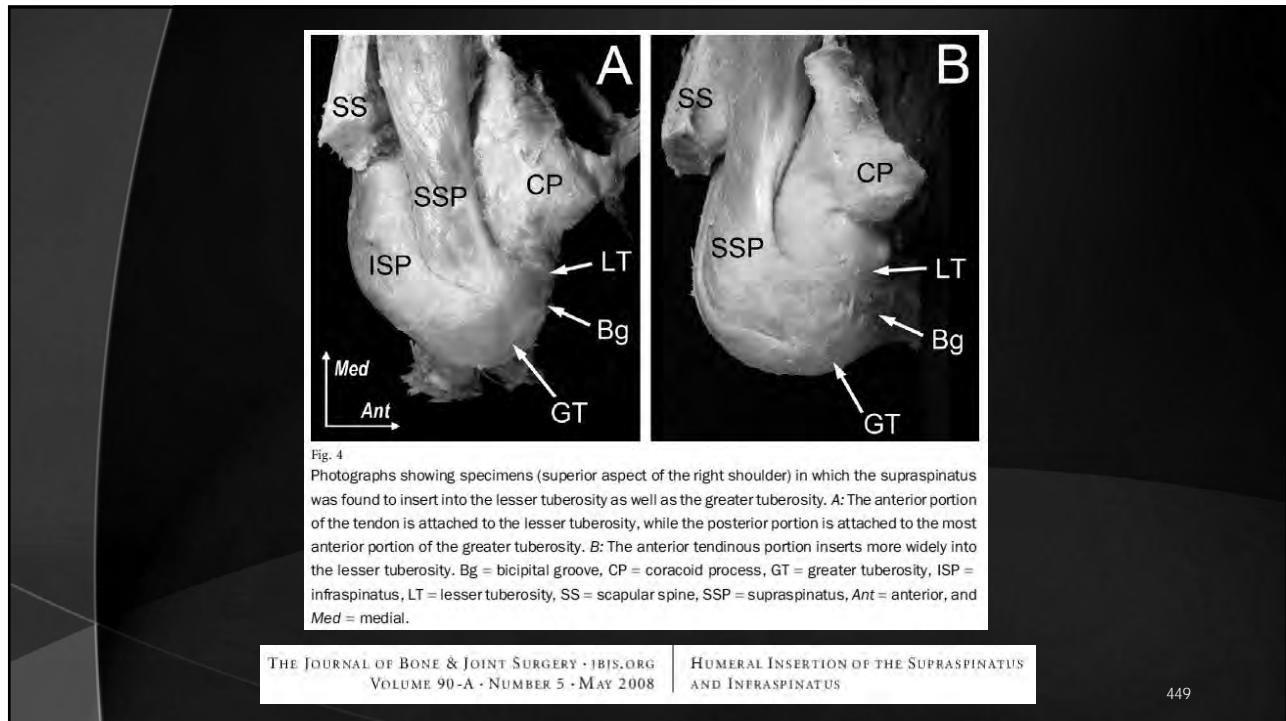 A
B
SS
SSP
CP
ISP
LT
Bg
GT
Med
Ant
SS
CP
SSP
LT
Bg
GT
Fig. 4
Photographs showing specimens (superior aspect of the right shoulder) in which the supraspinatus
was found to insert into the lesser tuberosity as well as the greater tuberosity. A: The anterior portion
of the tendon is attached to the lesser tuberosity, while the posterior portion is attached to the most
anterior portion of the greater tuberosity. B: The anterior tendinous portion inserts more widely into
the lesser tuberosity. Bg = bicipital groove, CP = coracoid process, GT = greater tuberosity, ISP =
infraspinatus, LT = lesser tuberosity, SS = scapular spine, SSP = supraspinatus, Ant = anterior, and
Med = medial.
THE JOURNAL OF BONE & JOINT SURGERY · JBJS.ORG
VOLUME 90-A · NUMBER 5 · MAY 2008
HUMERAL INSERTION OF THE SUPRASPINATUS
AND INFRASPINATUS
449